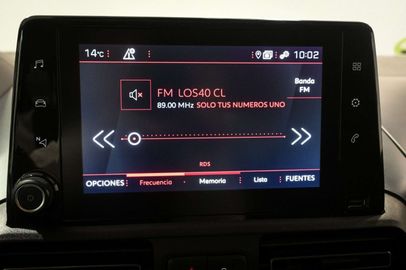 14°C 10:02
FM LOS40 CL
Banda FM
89.00 MHz SOLO TUS NUMEROS UNO
RDS
OPCIONES Frecuencia Memoria Lista FUENTES
N